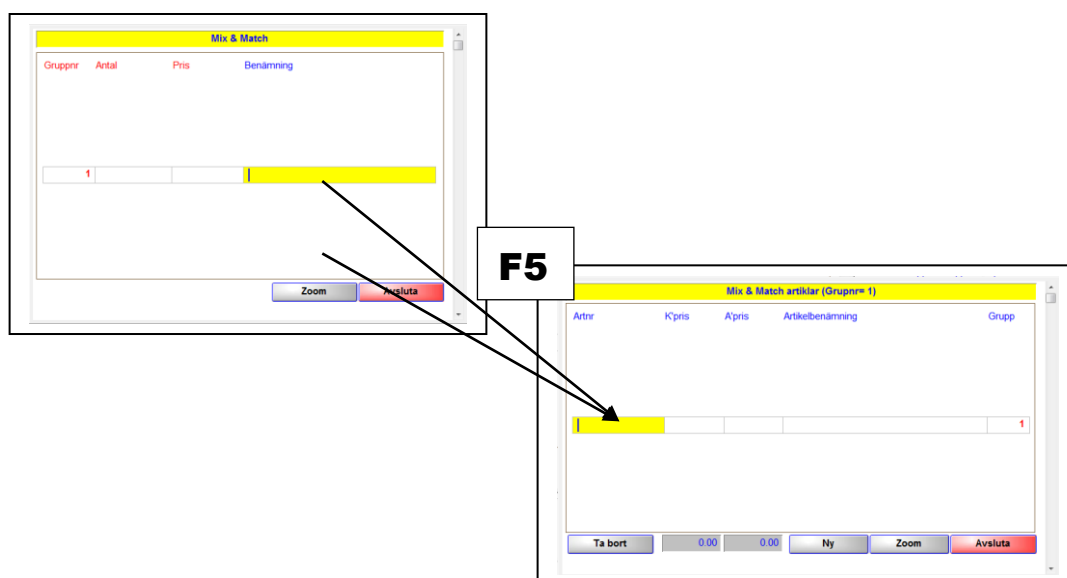 Mix & Match
Gruppnr Antal Pris Benämning
1
Zoom Avsluta
F5
Mix & Match artiklar (Grupnr= 1)
Artnr K'pris A'pris Artikelbenämning Grupp
1
Ta bort 0.00 0.00 Ny Zoom Avsluta